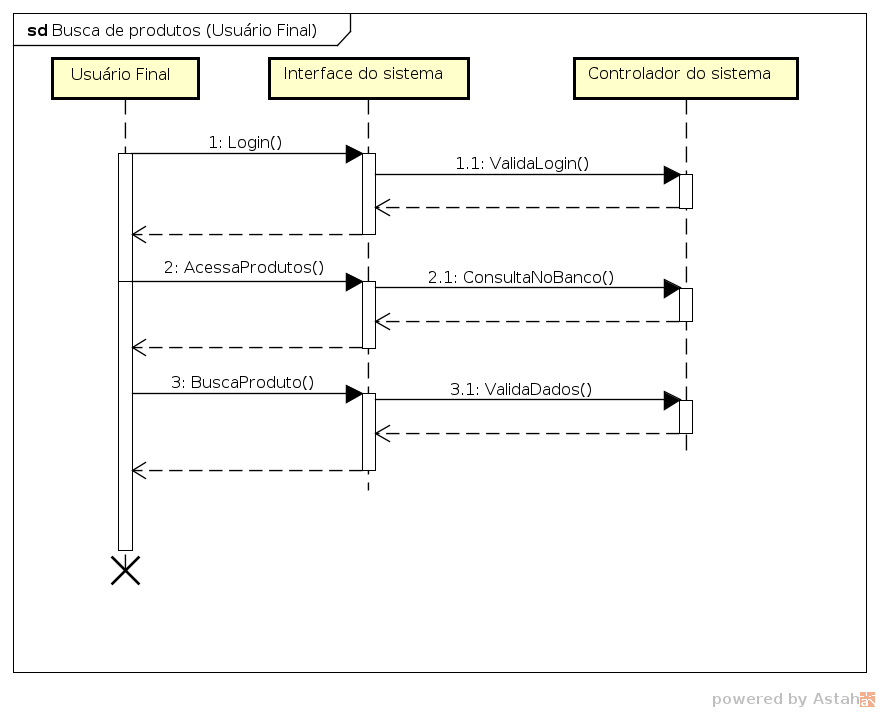 sd Busca de produtos (Usuário Final)
Usuário Final
Interface do sistema
Controlador do sistema
1: Login()
1.1: ValidaLogin()
2: AcessaProdutos()
2.1: ConsultaNoBanco()
3: BuscaProduto()
3.1: ValidaDados()
powered by Astah